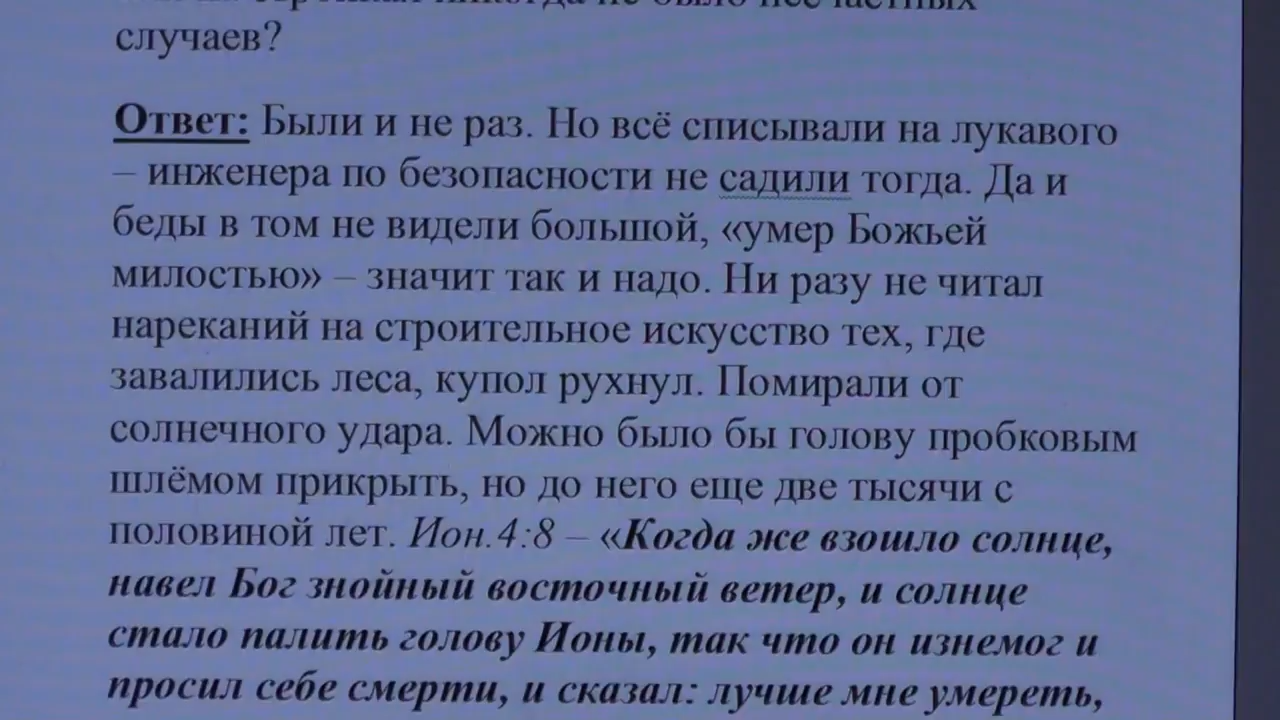 никогда не было несчастных
случаев?
Ответ: Были и не раз. Но всё списывали на лукавого
– инженера по безопасности не садили тогда. Да и
беды в том не видели большой, «умер Божьей
милостью» – значит так и надо. Ни разу не читал
нареканий на строительное искусство тех, где
завалились леса, купол рухнул. Помирали от
солнечного удара. Можно было бы голову пробковым
шлёмом прикрыть, но до него еще две тысячи с
половиной лет. Ион.4:8 – «Когда же взошло солнце,
навел Бог знойный восточный ветер, и солнце
стало палить голову Ионы, так что он изнемог и
просил себе смерти, и сказал: лучше мне умереть,